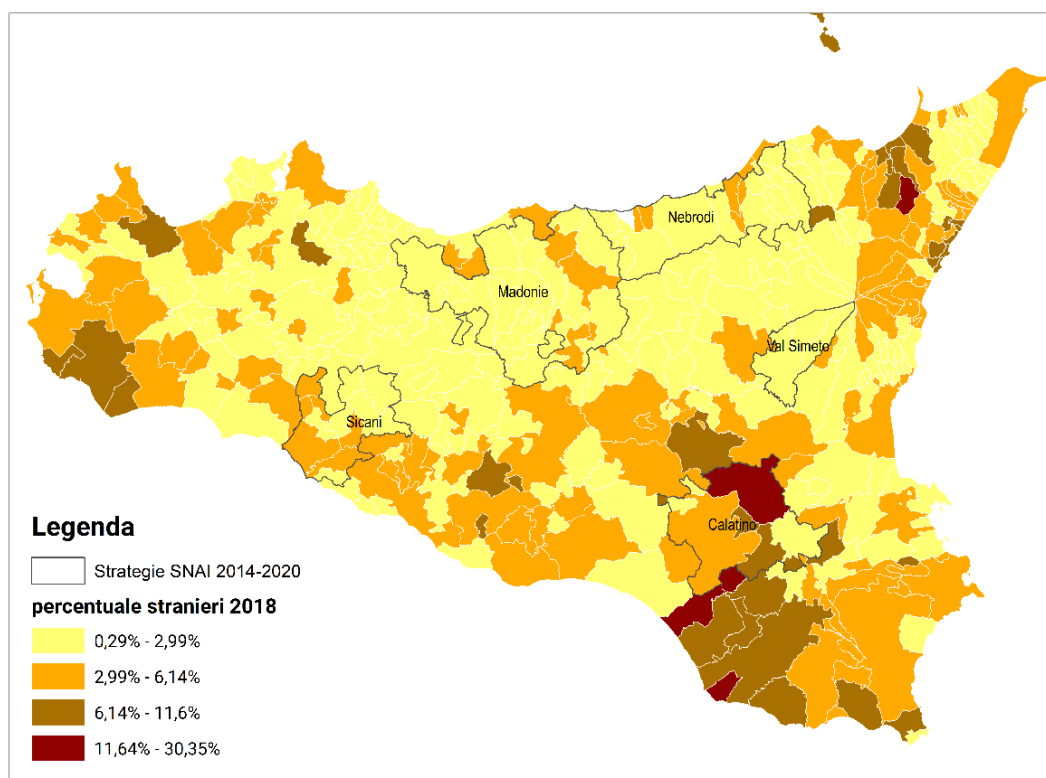 Nebrodi
Madonie
Val Simeto
Sicani
Calatino
Legenda
Strategie SNAI 2014-2020
percentuale stranieri 2018
0,29% - 2,99%
2,99% - 6,14%
6,14% - 11,6%
11,64% - 30,35%